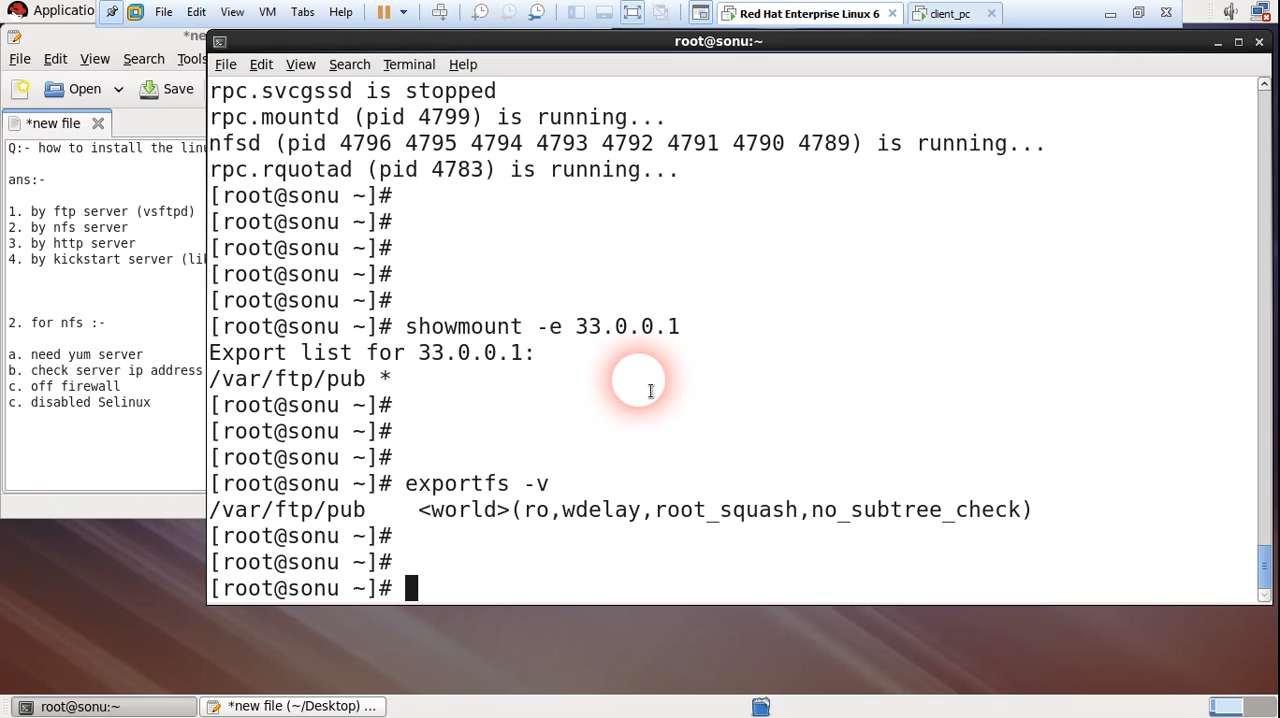 Applicatio
File Edit View VM Tabs Help
Red Hat Enterprise Linux 6
client_pc
*ne
File Edit View Search Tools
Open Save
*new file
Q:- how to install the linu
ans:-
1. by ftp server (vsftpd)
2. by nfs server
3. by http server
4. by kickstart server (li
2. for nfs :-
a. need yum server
b. check server ip address
c. off firewall
c. disabled Selinux
root@sonu:~
File Edit View Search Terminal Help
rpc.svcgssd is stopped
rpc.mountd (pid 4799) is running...
nfsd (pid 4796 4795 4794 4793 4792 4791 4790 4789) is running...
rpc.rquotad (pid 4783) is running...
[root@sonu ~]#
[root@sonu ~]#
[root@sonu ~]#
[root@sonu ~]#
[root@sonu ~]#
[root@sonu ~]# showmount -e 33.0.0.1
Export list for 33.0.0.1:
/var/ftp/pub *
[root@sonu ~]#
[root@sonu ~]#
[root@sonu ~]#
[root@sonu ~]# exportfs -v
/var/ftp/pub    <world>(ro,wdelay,root_squash,no_subtree_check)
[root@sonu ~]#
[root@sonu ~]#
[root@sonu ~]#
root@sonu:~
*new file (~/Desktop) ...